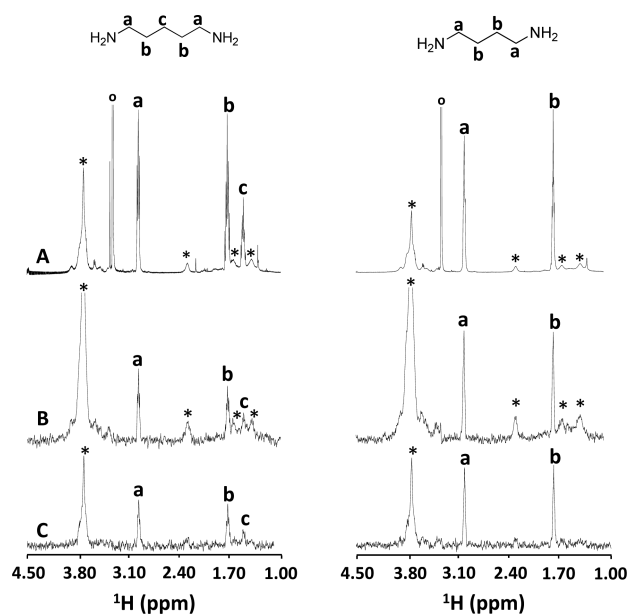 a c a
H₂N NH₂
b b
a b
H₂N NH₂
b a
o a b
* c
A * * *
o a b
*
* * *
* a b
B * * c *
* a b
* * *
* a b
C c
* a b
4.50 3.80 3.10 2.40 1.70 1.00
¹H (ppm)
4.50 3.80 3.10 2.40 1.70 1.00
¹H (ppm)